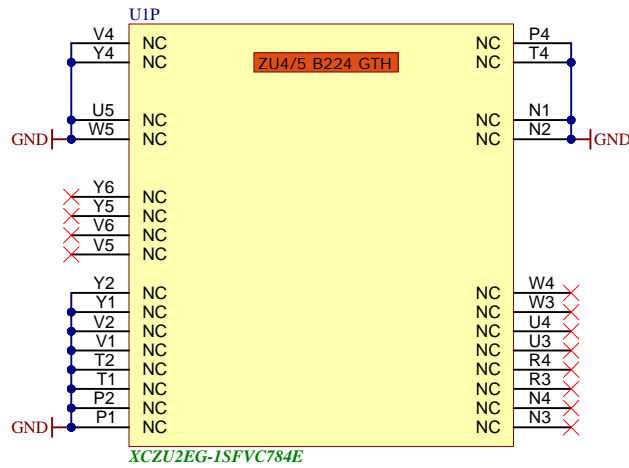 U1P
V4 NC ZU4/5 B224 GTH NC P4
Y4 NC NC T4
U5 NC NC N1
GND W5 NC NC N2 GND
Y6 NC
Y5 NC
V6 NC
V5 NC
Y2 NC NC W4
Y1 NC NC W3
V2 NC NC U4
V1 NC NC U3
T2 NC NC R4
T1 NC NC R3
P2 NC NC N4
GND P1 NC NC N3
XCZU2EG-1SFVC784E